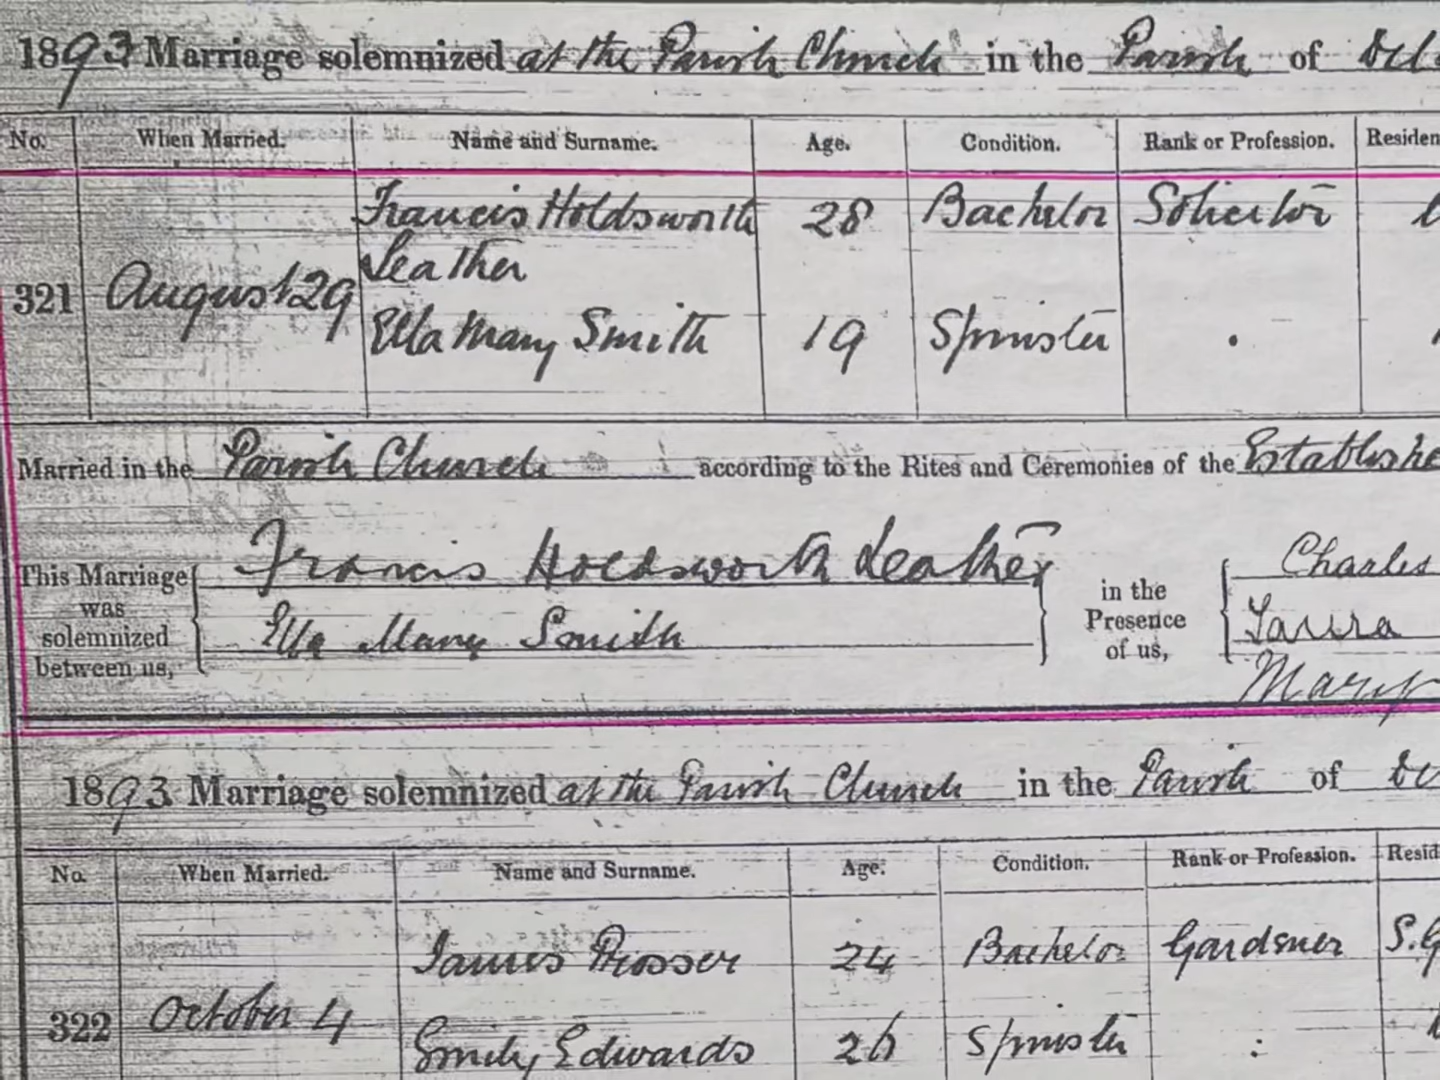 1893 Marriage solemnized at the Parish Church in the Parish of
No. When Married. Name and Surname. Age. Condition. Rank or Profession. Residen
Francis Holdsworth 28 Bachelor Solicitor
Leather
321 August 29
Ella Mary Smith 19 Spinster .
Married in the Parish Church according to the Rites and Ceremonies of the Establishe
This Marriage was solemnized between us,
Francis Holdsworth Leather
Ella Mary Smith
in the Presence of us,
Charles
Laura
Mary
1893 Marriage solemnized at the Parish Church in the Parish of
No. When Married. Name and Surname. Age. Condition. Rank or Profession. Resid
James Prosser 24 Bachelor Gardener S.G
322 October 4
Emily Edwards 26 Spinster :